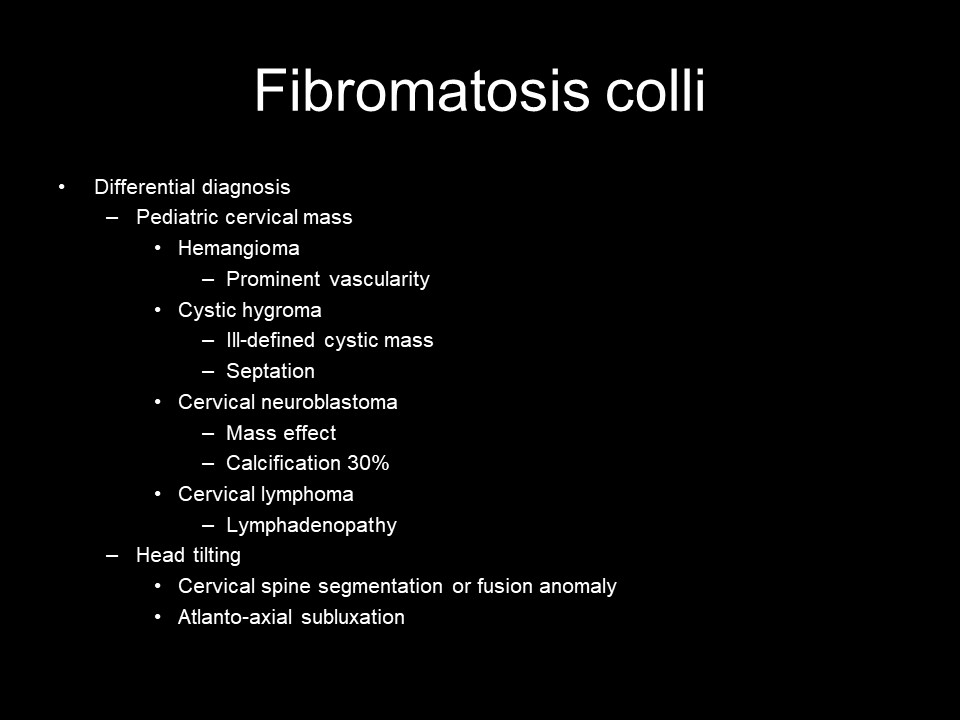 Fibromatosis colli
• Differential diagnosis
– Pediatric cervical mass
• Hemangioma
– Prominent vascularity
• Cystic hygroma
– Ill-defined cystic mass
– Septation
• Cervical neuroblastoma
– Mass effect
– Calcification 30%
• Cervical lymphoma
– Lymphadenopathy
– Head tilting
• Cervical spine segmentation or fusion anomaly
• Atlanto-axial subluxation